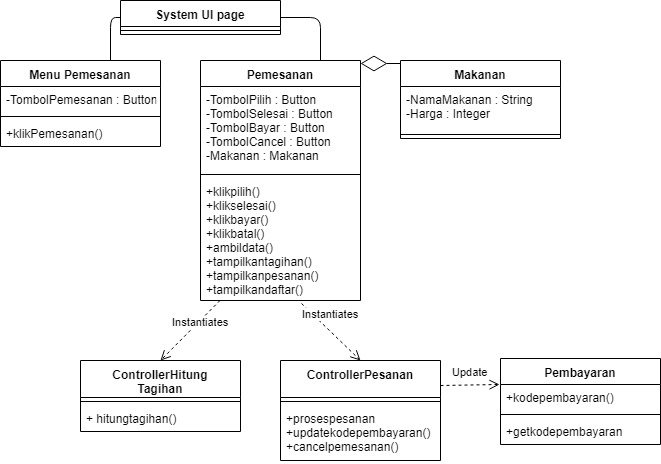 System UI page
Menu Pemesanan
-TombolPemesanan : Button
+klikPemesanan()
Pemesanan
-TombolPilih : Button
-TombolSelesai : Button
-TombolBayar : Button
-TombolCancel : Button
-Makanan : Makanan
+klikpilih()
+klikselesai()
+klikbayar()
+klikbatal()
+ambildata()
+tampilkantagihan()
+tampilkanpesanan()
+tampilkandaftar()
Makanan
-NamaMakanan : String
-Harga : Integer
Instantiates
Instantiates
ControllerHitung
Tagihan
+ hitungtagihan()
ControllerPesanan
+prosespesanan
+updatekodepembayaran()
+cancelpemesanan()
Update
Pembayaran
+kodepembayaran()
+getkodepembayaran